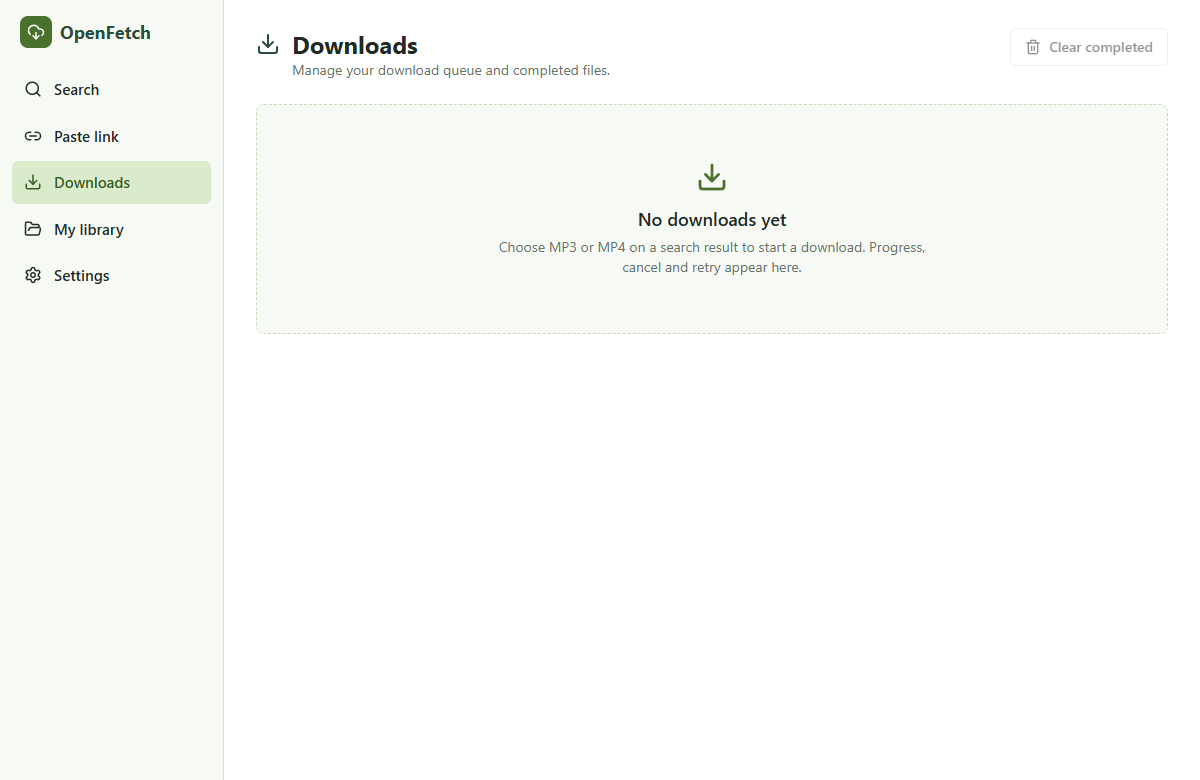 OpenFetch
Search
Paste link
Downloads
My library
Settings
Downloads
Manage your download queue and completed files.
Clear completed
No downloads yet
Choose MP3 or MP4 on a search result to start a download. Progress,
cancel and retry appear here.